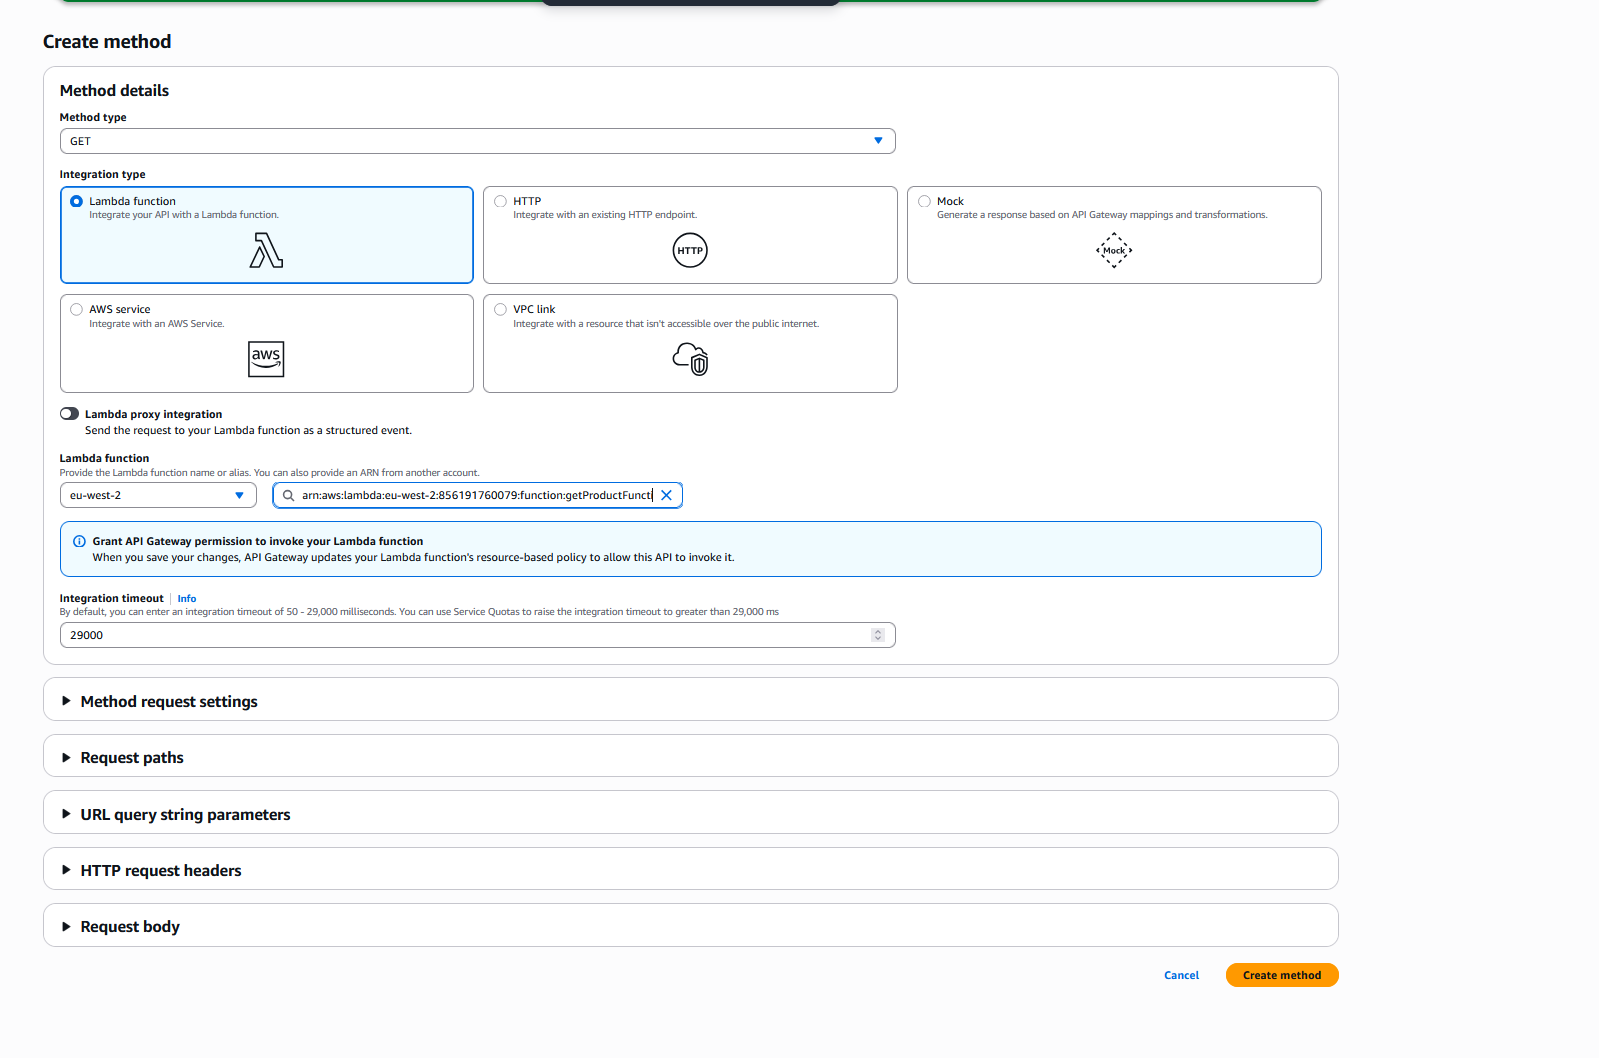 Create method
Method details
Method type
GET
Integration type
Lambda function
Integrate your API with a Lambda function.
HTTP
Integrate with an existing HTTP endpoint.
HTTP
Mock
Generate a response based on API Gateway mappings and transformations.
Mock
AWS service
Integrate with an AWS Service.
aws
VPC link
Integrate with a resource that isn't accessible over the public internet.
Lambda proxy integration
Send the request to your Lambda function as a structured event.
Lambda function
Provide the Lambda function name or alias. You can also provide an ARN from another account.
eu-west-2
arn:aws:lambda:eu-west-2:856191760079:function:getProductFuncti
Grant API Gateway permission to invoke your Lambda function
When you save your changes, API Gateway updates your Lambda function's resource-based policy to allow this API to invoke it.
Integration timeout Info
By default, you can enter an integration timeout of 50 - 29,000 milliseconds. You can use Service Quotas to raise the integration timeout to greater than 29,000 ms
29000
Method request settings
Request paths
URL query string parameters
HTTP request headers
Request body
Cancel
Create method